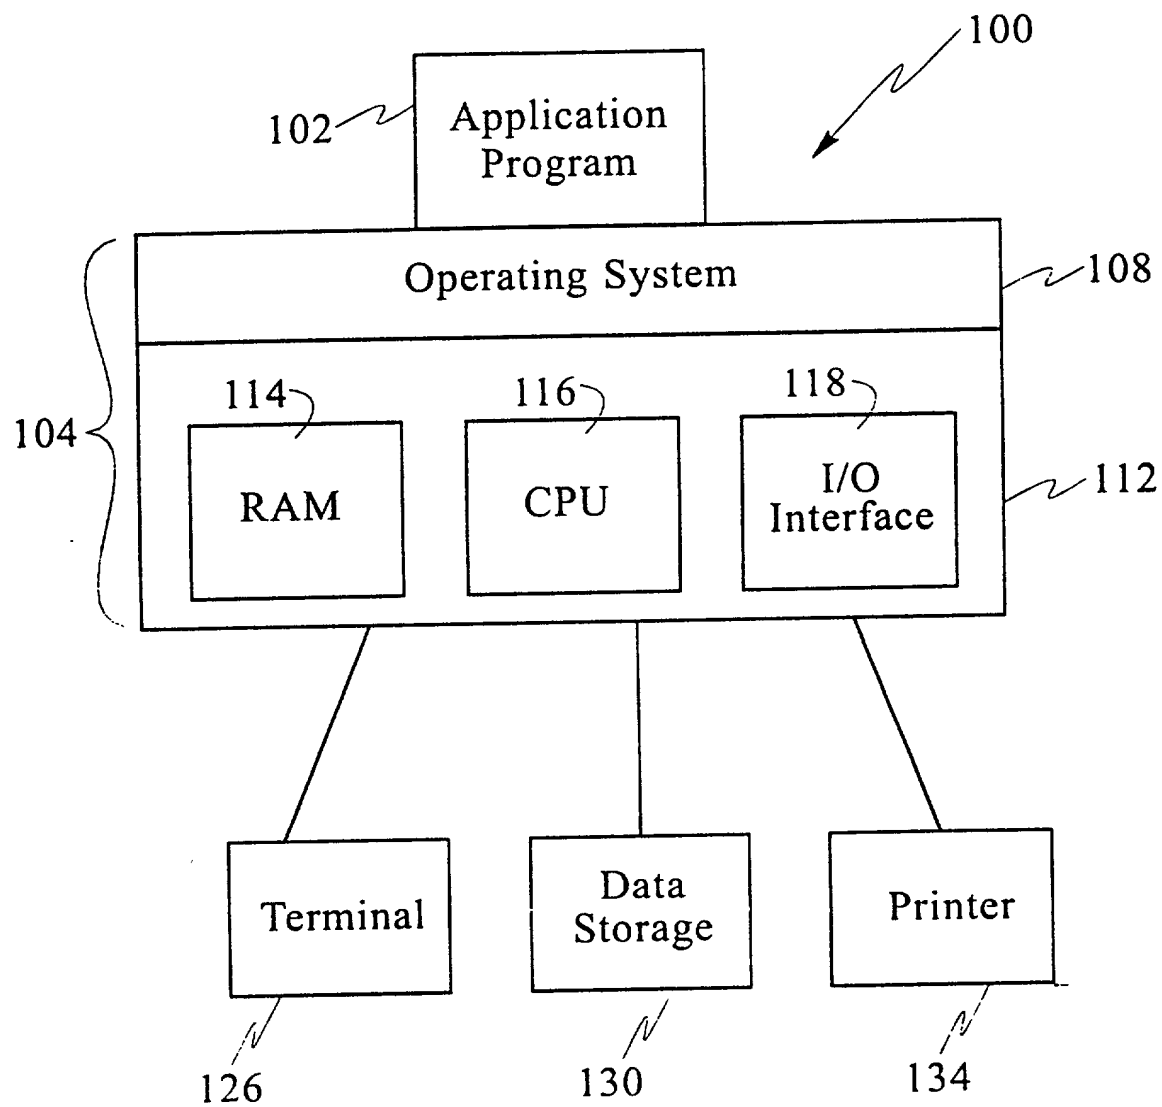 100
102
Application
Program
Operating System
108
104
114
116
118
RAM
CPU
I/O
Interface
112
Terminal
Data
Storage
Printer
126
130
134